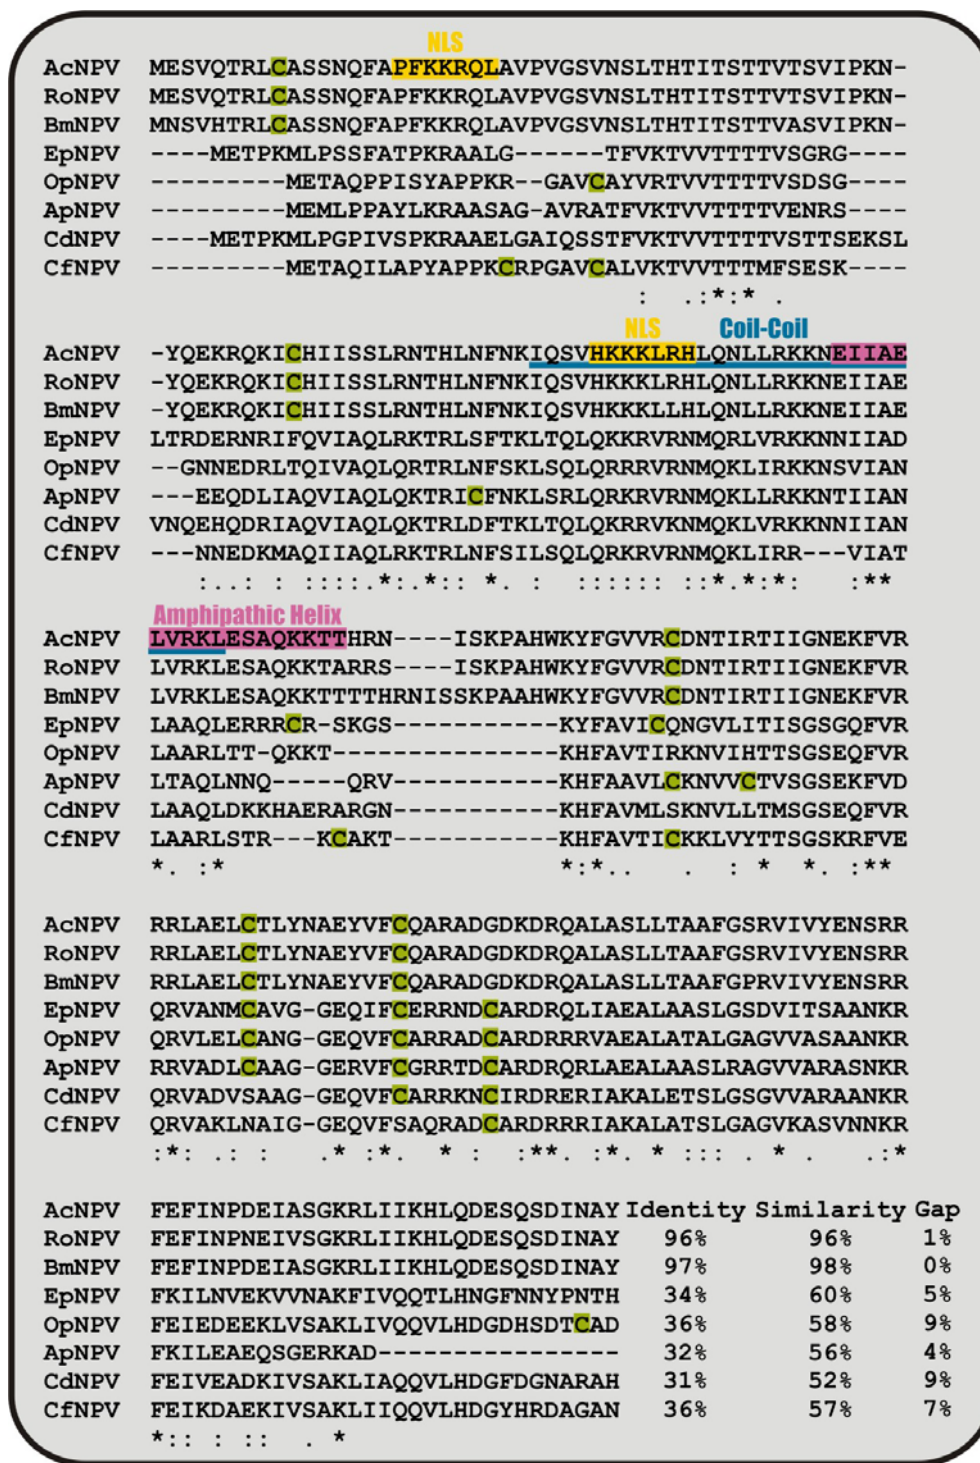 NLS
AcNPV MESVQTRLCASSNQFAPFKKRQLAVPVGSVNSLTHTITSTTVTSVIPKN-
RoNPV MESVQTRLCASSNQFAPFKKRQLAVPVGSVNSLTHTITSTTVTSVIPKN-
BmNPV MNSVHTRLCASSNQFAPFKKRQLAVPVGSVNSLTHTITSTTVASVIPKN-
EpNPV ----METPKMLPSSFATPKRAALG------TFVKTVVTTTTTVSGRG----
OpNPV ---------METAQPPISYAPPKR--GAVCAYVRTVVTTTTTVSDSG----
ApNPV ---------MEMLPPAYLKRAASAG-AVRATFVKTVVTTTTTVENRS----
CdNPV ----METPKMLPGPIVSPKRAAELGAIQSSTFVKTVVTTTTTVSTTSEKSL
CfNPV ---------METAQILAPYAPPKCRPGAVCALVKTVVTTTTMFSESK----
: .:*:* .
NLS Coil-Coil
AcNPV -YQEKRQKICHIISSLRNTHLNFNKIQSVHKKKLRHLQNLLRKKNEIIAE
RoNPV -YQEKRQKICHIISSLRNTHLNFNKIQSVHKKKLRHLQNLLRKKNEIIAE
BmNPV -YQEKRQKICHIISSLRNTHLNFNKIQSVHKKKLLHLQNLLRKKNEIIAE
EpNPV LTRDERNRIFQVIAQLRKTRLSFTKLTQLQKKRVRNMQRLVRKKNNIIAD
OpNPV --GNNEDRLTQIVAQLQRTRLNFSKLSQLQRRRVRNMQKLIRKKNSVIAN
ApNPV ---EEQDLIAQVIAQLQKTRICFNKLSRLQRKRVRNMQKLLRKKNTIIAN
CdNPV VNQEHQDRIAQVIAQLQKTRLDFTKLTQLQKRRVKNMQKLVRKKNNIIAN
CfNPV ---NNEDKMAQIIAQLRKTRLNFSILSQLQRKRVRNMQKLIRR---VIAT
:.. : ::::.*:.*:: *. : :::::: :*.*:*: :**
Amphipathic Helix
AcNPV LVRKLESAQKKTTHRN----ISKPAHWKYFGVVRCDNTIRTIIGNEKFVR
RoNPV LVRKLESAQKKTARRS----ISKPAHWKYFGVVRCDNTIRTIIGNEKFVR
BmNPV LVRKLESAQKKTTTTHRNISSKPAAHWKYFGVVRCDNTIRTIIGNEKFVR
EpNPV LAAQLERRRCR-SKGS-----------KYFAVICQNGVLITISGSGQFVR
OpNPV LAARLTT-QKKT---------------KHFAVTIRKNVIHTTSGSEQFVR
ApNPV LTAQLNNQ-----QRV-----------KHFAAVLCKNVVCTVSGSEKFVD
CdNPV LAAQLDKKHAERARGN-----------KHFAVMLSKNVLLTMSGSEQFVR
CfNPV LAARLSTR---KCAKT-----------KHFAVTICKKLVYTTSGSKRFVE
*. :* *:*.. . : * *. :**
AcNPV RRLAELCTLYNAEYVFCQARADGDKDRQALASLLTAAFGSRVIVYENSRR
RoNPV RRLAELCTLYNAEYVFCQARADGDKDRQALASLLTAAFGSRVIVYENSRR
BmNPV RRLAELCTLYNAEYVFCQARADGDKDRQALASLLTAAFGPRVIVYENSRR
EpNPV QRVANMCAVG-GEQIFCERRNDCARDRQLIAEALAASLGSDVITSAANKR
OpNPV QRVLELCANG-GEQVFCARRADCARDRRRVAEALATALGAGVVASAANKR
ApNPV RRVADLCAAG-GERVFCGRRTDCARDRQRLAEALAASLRAGVVARASNKR
CdNPV QRVADVSAAG-GEQVFCARRKNCIRDRERIAKALETSLGSGVVARAANKR
CfNPV QRVAKLNAIG-GEQVFSAQRADCARDRRRIAKALATSLGAGVKASVNNKR
:*: .: : .* :*. * : :**. :*. * ::: . * . .:*
AcNPV FEFINPDEIASGKRLIIKHLQDESQSDINAY Identity Similarity Gap
RoNPV FEFINPNEIVSGKRLIIKHLQDESQSDINAY 96% 96% 1%
BmNPV FEFINPDEIASGKRLIIKHLQDESQSDINAY 97% 98% 0%
EpNPV FKILNVEKVVNAKFIVQQTLHNGFNNYPNTH 34% 60% 5%
OpNPV FEIEDEEKLVSAKLIVQQVLHDGDHSDTCAD 36% 58% 9%
ApNPV FKILEAEQSGERKAD---------------- 32% 56% 4%
CdNPV FEIVEADKIVSAKLIAQQVLHDGFDGNARAH 31% 52% 9%
CfNPV FEIKDAEKIVSAKLIIQQVLHDGYHRDAGAN 36% 57% 7%
*:: : :: . *